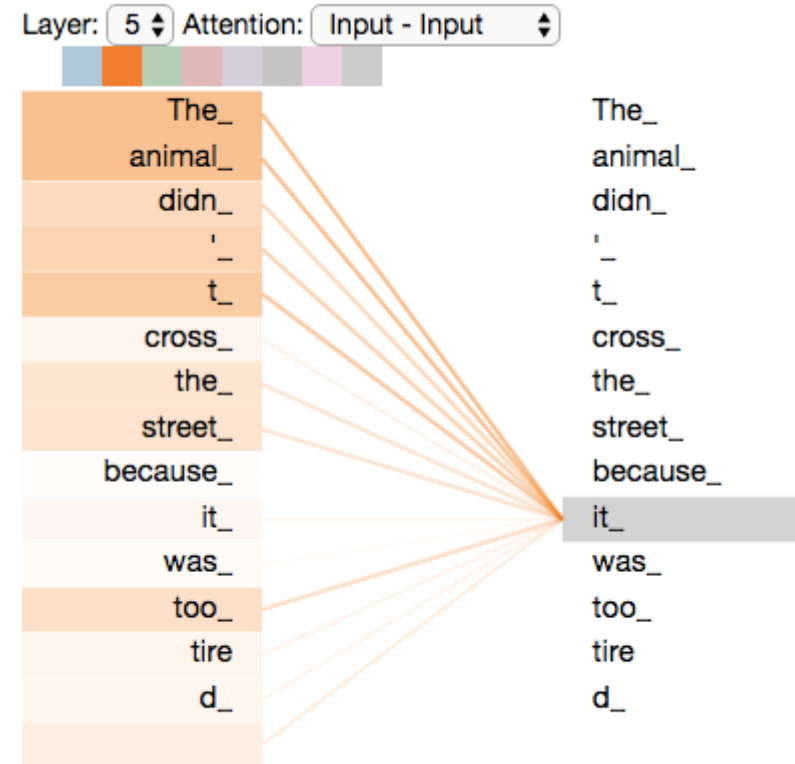 Layer: 5 Attention: Input - Input
The_ The_
animal_ animal_
didn_ didn_
'_ '_
t_ t_
cross_ cross_
the_ the_
street_ street_
because_ because_
it_ it_
was_ was_
too_ too_
tire tire
d_ d_